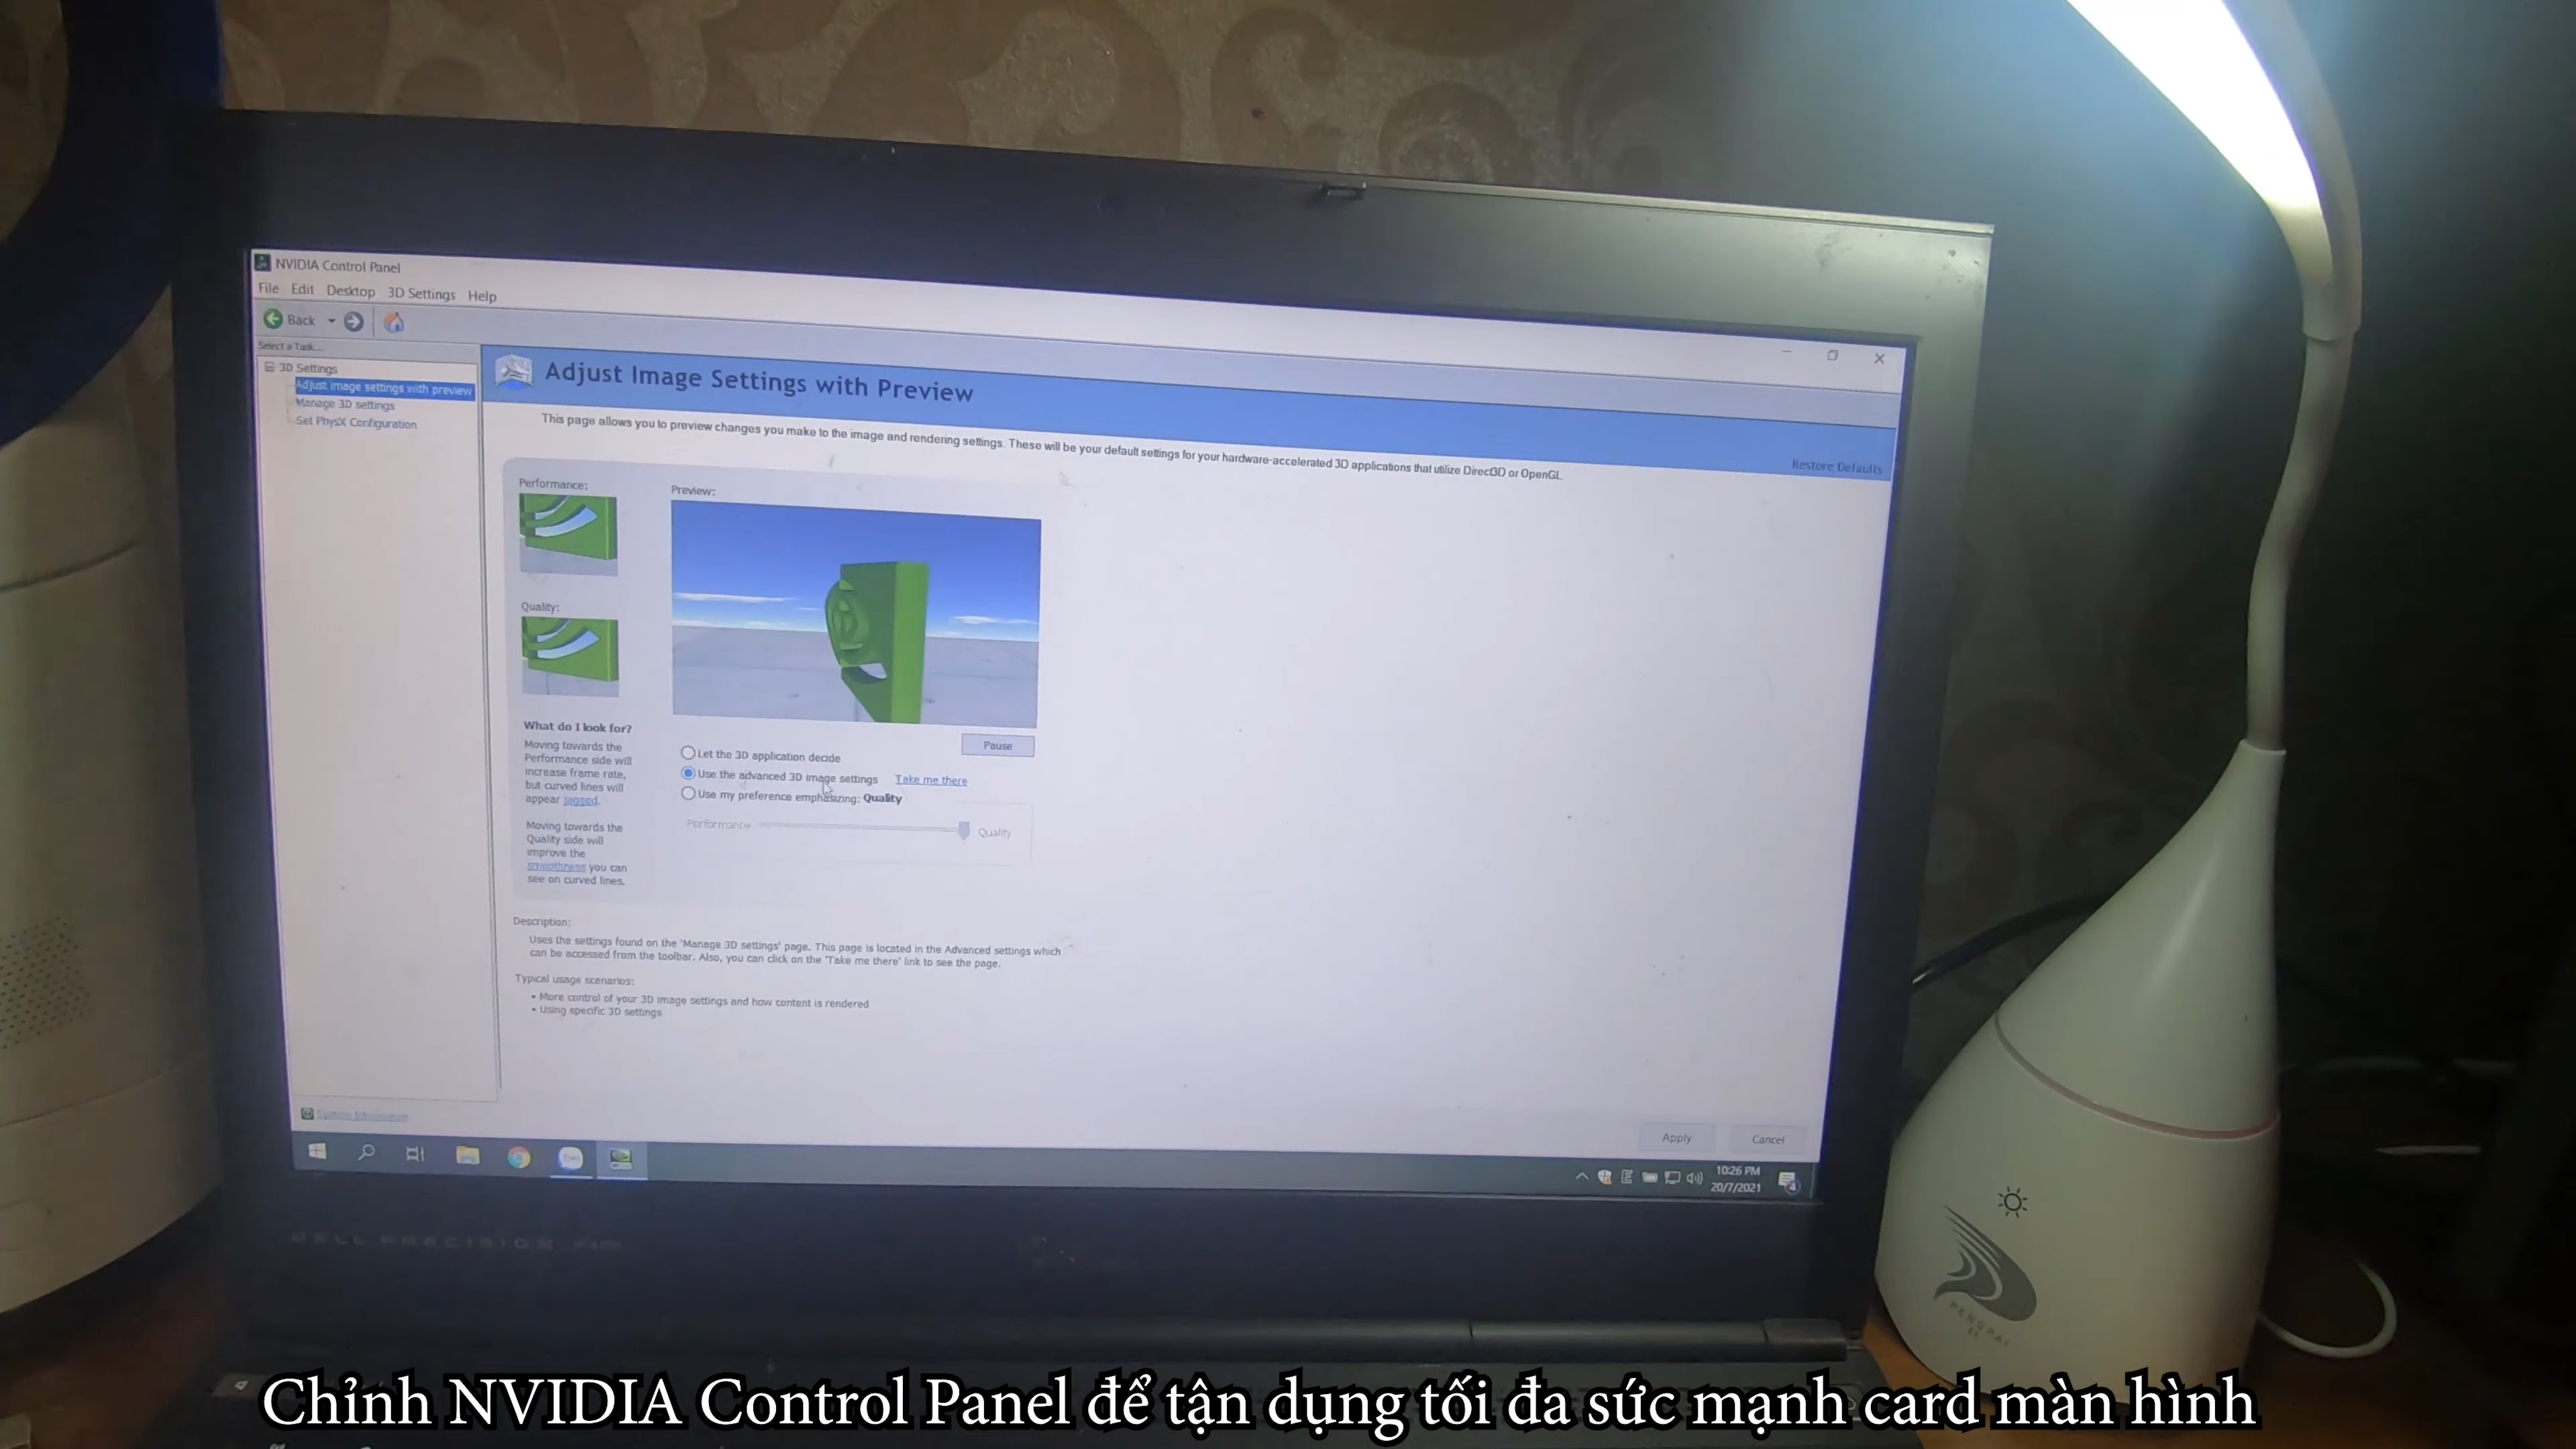 NVIDIA Control Panel
File Edit Desktop 3D Settings Help
Back
Select a Task...
3D Settings
Adjust image settings with preview
Manage 3D settings
Set PhysX Configuration
Adjust Image Settings with Preview
This page allows you to preview changes you make to the image and rendering settings. These will be your default settings for your hardware-accelerated 3D applications that utilize Direct3D or OpenGL.
Restore Defaults
Performance:
Quality:
What do I look for?
Moving towards the
Performance side will
increase frame rate,
but curved lines will
appear jagged.
Moving towards the
Quality side will
improve the
smoothness you can
see on curved lines.
Preview:
Pause
Let the 3D application decide
Use the advanced 3D image settings Take me there
Use my preference emphasizing: Quality
Performance Quality
Description:
Uses the settings found on the 'Manage 3D settings' page. This page is located in the Advanced settings which
can be accessed from the toolbar. Also, you can click on the 'Take me there' link to see the page.
Typical usage scenarios:
• More control of your 3D image settings and how content is rendered
• Using specific 3D settings
System Information
Apply Cancel
10:26 PM
20/7/2021
4
DELL PRECISION
PENGPAI
Chỉnh NVIDIA Control Panel để tận dụng tối đa sức mạnh card màn hình